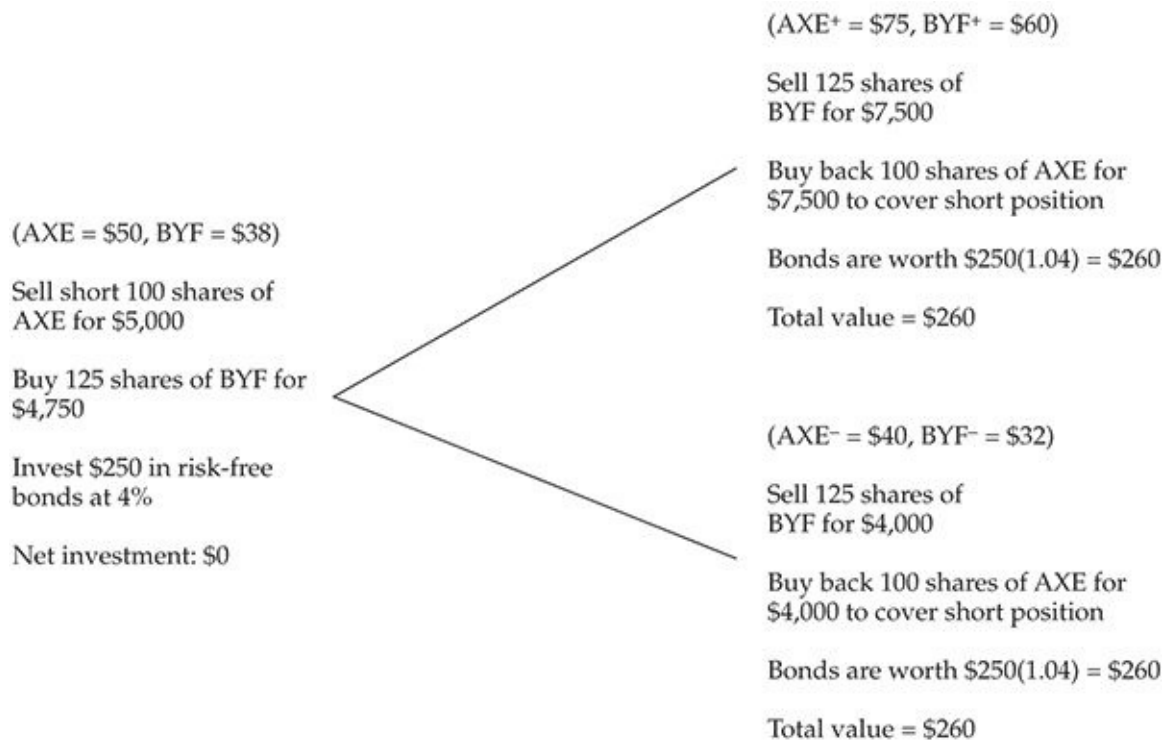 (AXE = $50, BYF = $38)
Sell short 100 shares of
AXE for $5,000
Buy 125 shares of BYF for
$4,750
Invest $250 in risk-free
bonds at 4%
Net investment: $0
(AXE⁺ = $75, BYF⁺ = $60)
Sell 125 shares of
BYF for $7,500
Buy back 100 shares of AXE for
$7,500 to cover short position
Bonds are worth $250(1.04) = $260
Total value = $260
(AXE⁻ = $40, BYF⁻ = $32)
Sell 125 shares of
BYF for $4,000
Buy back 100 shares of AXE for
$4,000 to cover short position
Bonds are worth $250(1.04) = $260
Total value = $260